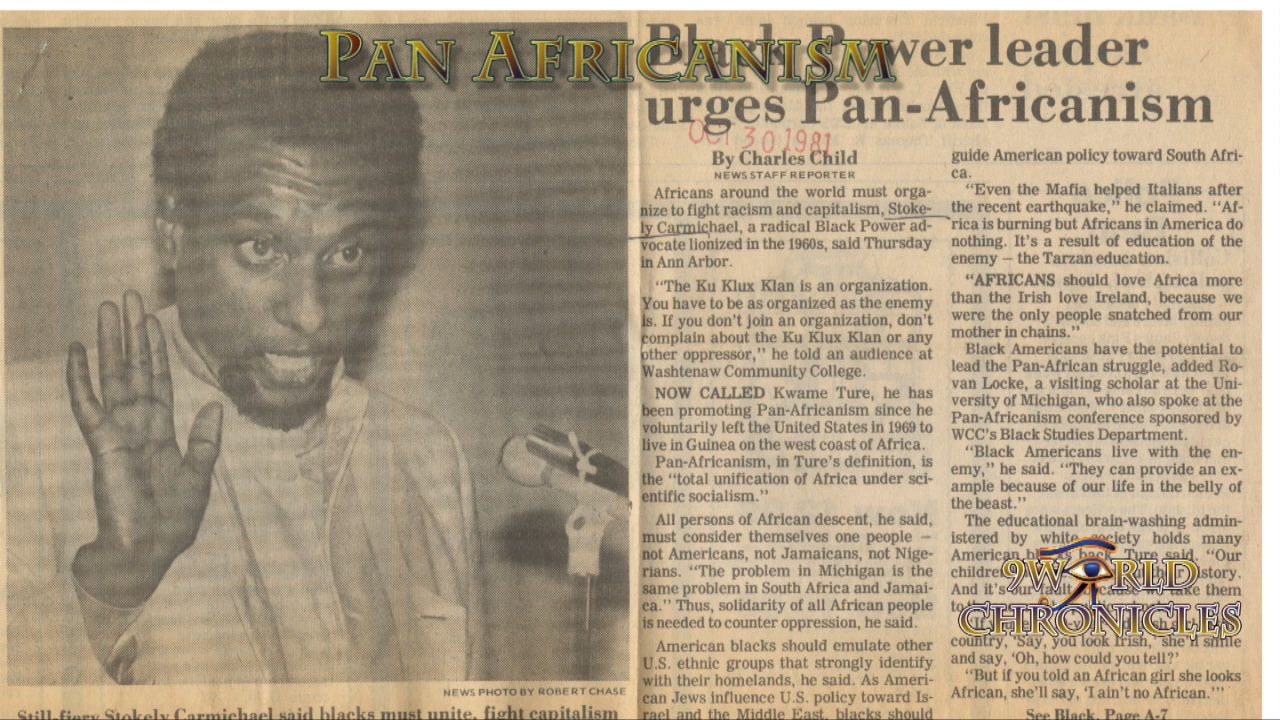 PAN AFRICANISM
Black Power leader
urges Pan-Africanism
OCT 30 1981
By Charles Child
NEWS STAFF REPORTER
Africans around the world must orga-
nize to fight racism and capitalism, Stoke-
ly Carmichael, a radical Black Power ad-
vocate lionized in the 1960s, said Thursday
in Ann Arbor.
"The Ku Klux Klan is an organization.
You have to be as organized as the enemy
is. If you don't join an organization, don't
complain about the Ku Klux Klan or any
other oppressor," he told an audience at
Washtenaw Community College.
NOW CALLED Kwame Ture, he has
been promoting Pan-Africanism since he
voluntarily left the United States in 1969 to
live in Guinea on the west coast of Africa.
Pan-Africanism, in Ture's definition, is
the "total unification of Africa under sci-
entific socialism."
All persons of African descent, he said,
must consider themselves one people —
not Americans, not Jamaicans, not Nige-
rians. "The problem in Michigan is the
same problem in South Africa and Jamai-
ca." Thus, solidarity of all African people
is needed to counter oppression, he said.
American blacks should emulate other
U.S. ethnic groups that strongly identify
with their homelands, he said. As Ameri-
can Jews influence U.S. policy toward Is-
rael and the Middle East, blacks should
guide American policy toward South Afri-
ca.
"Even the Mafia helped Italians after
the recent earthquake," he claimed. "Af-
rica is burning but Africans in America do
nothing. It's a result of education of the
enemy — the Tarzan education.
"AFRICANS should love Africa more
than the Irish love Ireland, because we
were the only people snatched from our
mother in chains."
Black Americans have the potential to
lead the Pan-African struggle, added Ro-
van Locke, a visiting scholar at the Uni-
versity of Michigan, who also spoke at the
Pan-Africanism conference sponsored by
WCC's Black Studies Department.
"Black Americans live with the en-
emy," he said. "They can provide an ex-
ample because of our life in the belly of
the beast."
The educational brain-washing admin-
istered by white society holds many
American back, Ture said. "Our
children
And it's our fault because we take them
country, 'Say, you look Irish,' she'll smile
and say, 'Oh, how could you tell?'
"But if you told an African girl she looks
African, she'll say, 'I ain't no African.'"
See Black, Page A-7
9WORLD
CHRONICLES
NEWS PHOTO BY ROBERT CHASE
Still-fiery Stokely Carmichael said blacks must unite, fight capitalism